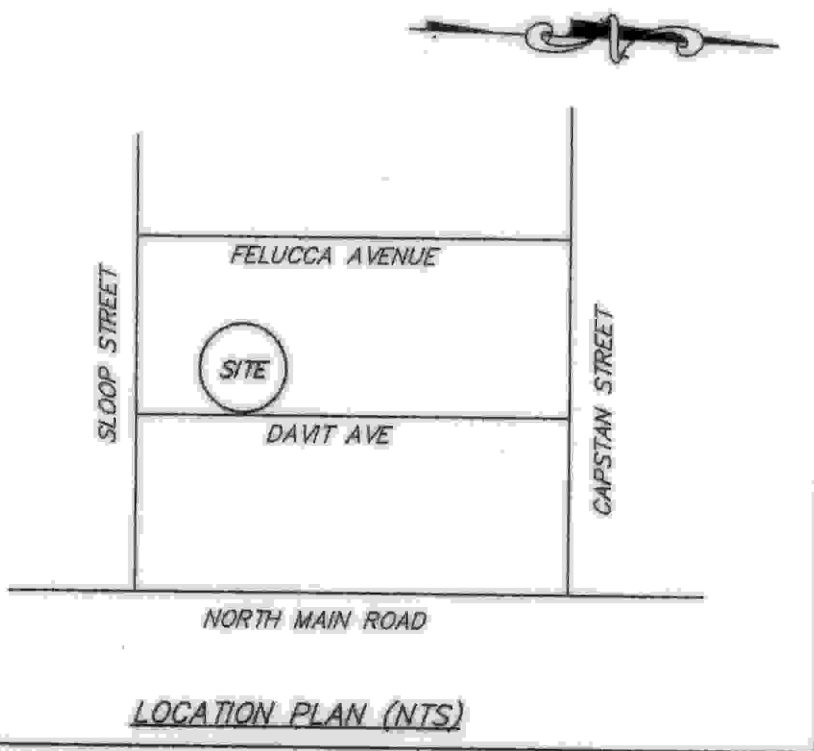 FELUCCA AVENUE
SLOOP STREET
SITE
CAPSTAN STREET
DAVIT AVE
NORTH MAIN ROAD
LOCATION PLAN (NTS)